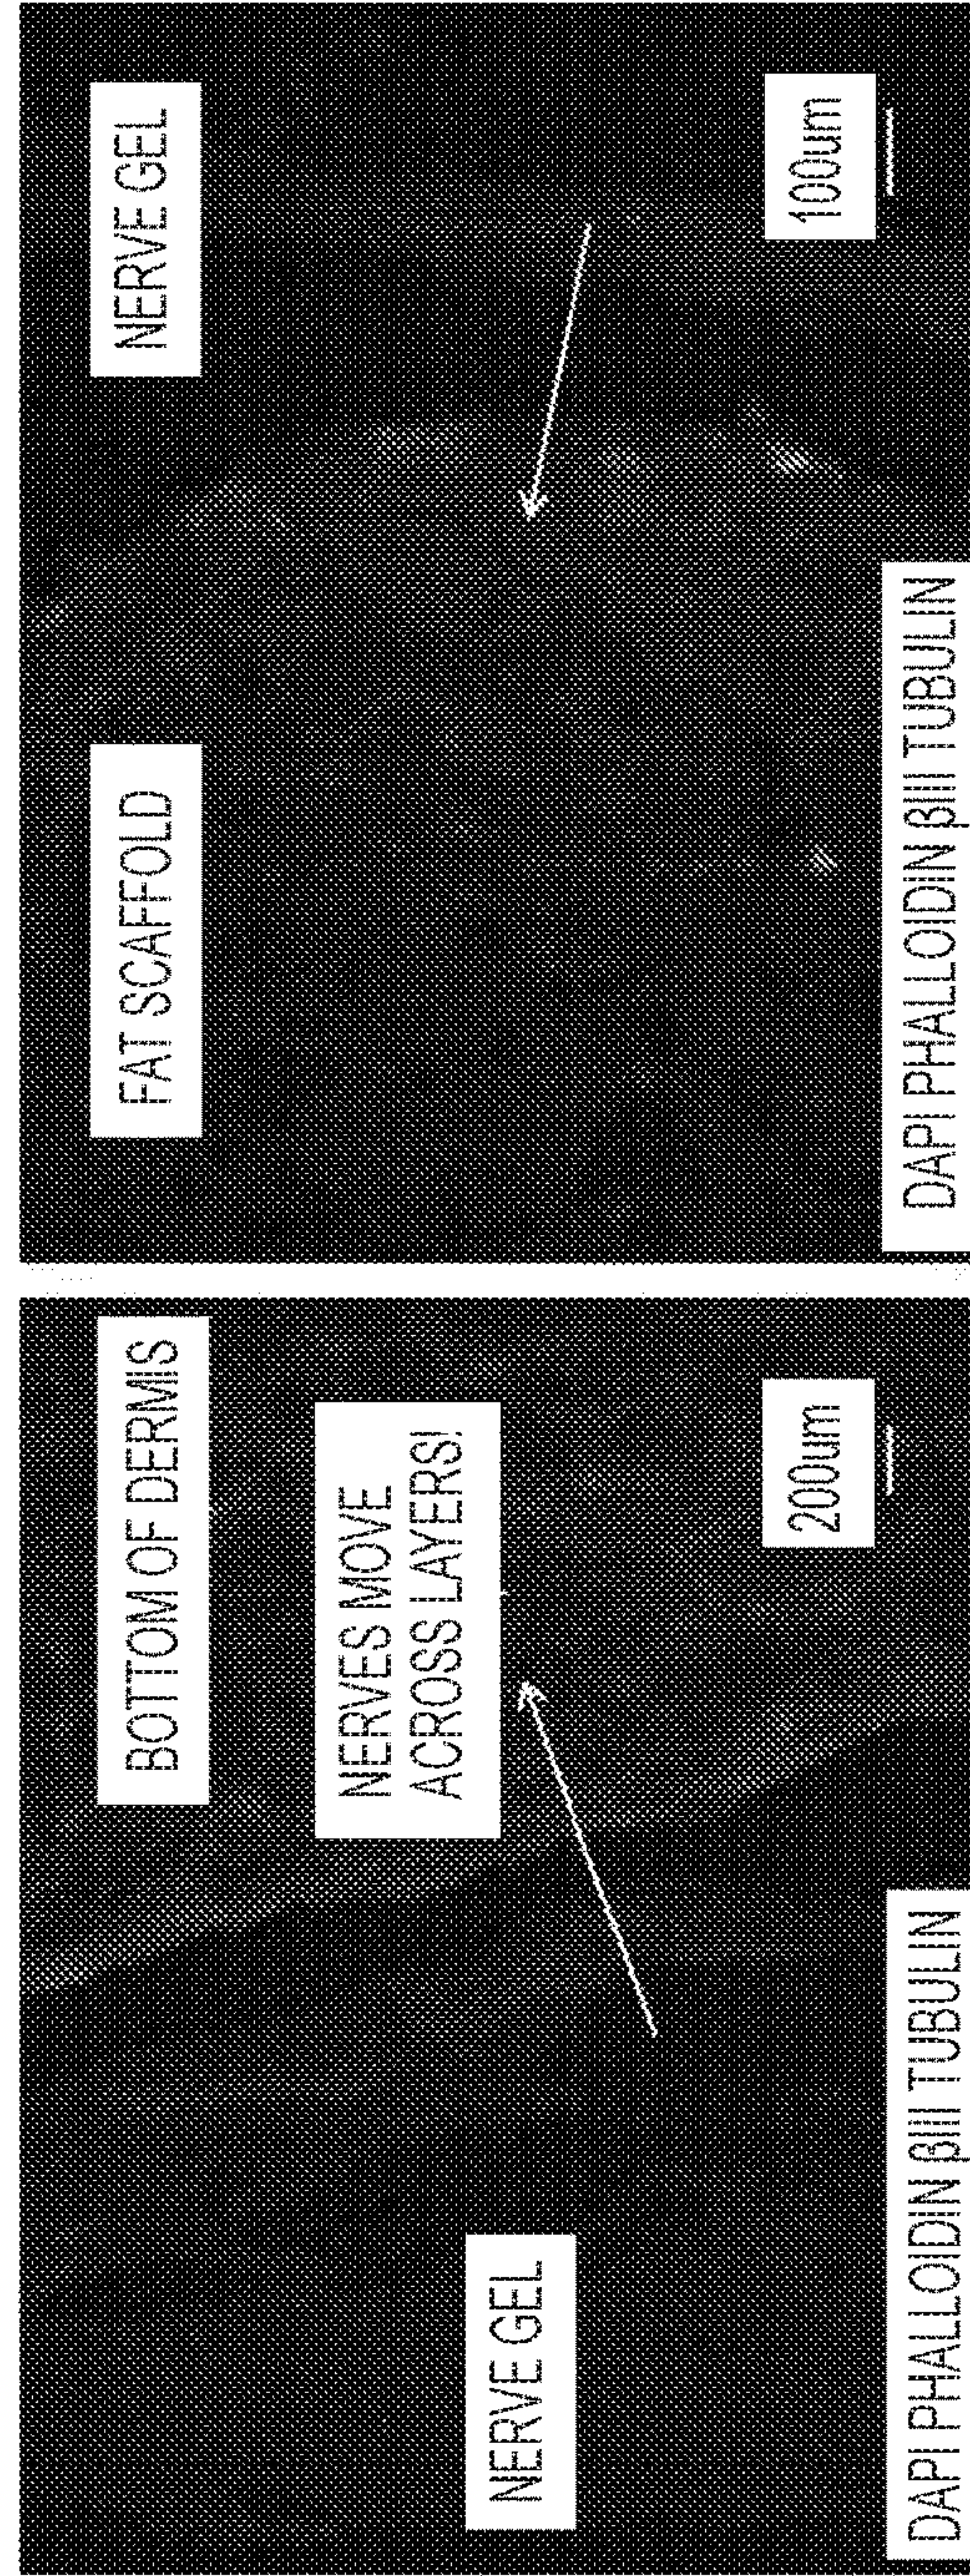 BOTTOM OF DERMIS
NERVES MOVE
ACROSS LAYERS!
NERVE GEL
200um
DAPI PHALLOIDIN βIII TUBULIN
NERVE GEL
FAT SCAFFOLD
100um
DAPI PHALLOIDIN βIII TUBULIN